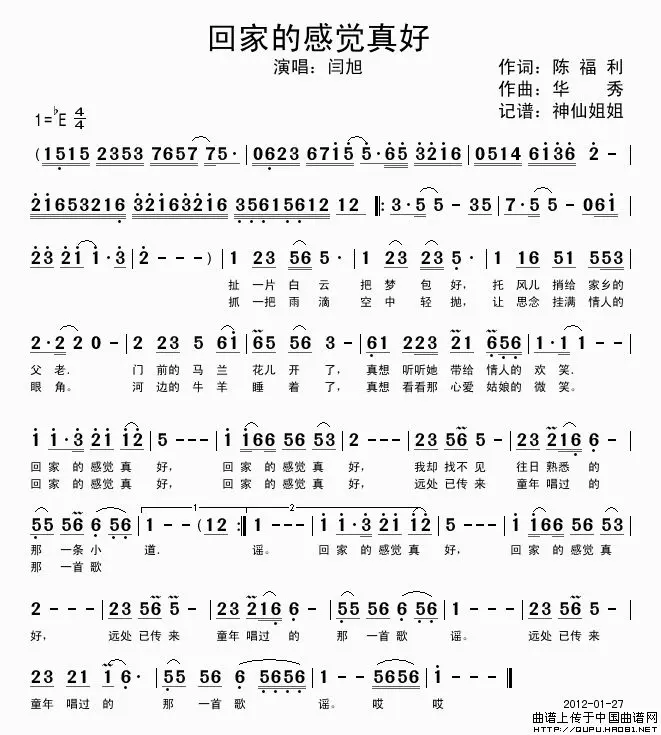 回家的感觉真好
演唱：闫旭
作词：陈福利
作曲：华 秀
记谱：神仙姐姐
1=♭E 4/4
(1515 2353 7657 75· | 0623 6715 5·65 3216 | 0514 6136 2 -
21653216 32163216 35615612 12 12 ‖: 3·5 5 - 35 | 7·5 5 - 061
23 21 1·3 | 2 - - - ) | 1 23 56 5· | 1 23 23 5· | 1 16 51 553
扯 一片 白 云 把 梦 包 好， 托 风儿 捎给 家乡的
抓 一把 雨 滴 空 中 轻 抛， 让 思念 挂满 情人的
2·2 2 0 - | 2 23 5 61 | 65 56 3 - | 61 223 21 656 | 1·1 1 - -
父 老. 门 前的 马 兰 花儿 开 了， 真想 听听她 带给 情人的 欢 笑.
眼 角。 河 边的 牛 羊 睡 着 了， 真想 看看那 心爱 姑娘的 微 笑。
1 1·3 21 12 | 5 - - - | 1 166 56 53 | 2 - - - | 23 56 5 - | 23 216 6 -
回 家 的 感觉 真 好， 回 家 的 感觉 真 好， 我却 找不 见 往日 熟悉 的
回 家 的 感觉 真 好， 回 家 的 感觉 真 好， 远处 已传 来 童年 唱过 的
55 56 6 56 | 1 - - (12 :‖ 1 - - - | 1 1·3 21 12 | 5 - - - | 1 166 56 53
1 2
那 一条 小 道. 谣。 回 家 的 感觉 真 好， 回 家 的 感觉 真
那 一首 歌
2 - - - | 23 56 5 - | 23 216 6 - | 55 56 6 56 | 1 - - - | 23 56 5 -
好， 远处 已传 来 童年 唱过 的 那 一首 歌 谣。 远处 已传 来
23 21 16· | 55 56 6 5656 | 1 - - - | 5656 1 - - ‖
童年 唱过 的 那 一首 歌 谣。 哎 哎
2012-01-27
曲谱上传于中国曲谱网
HTTP://QUPU.HAO81.NET